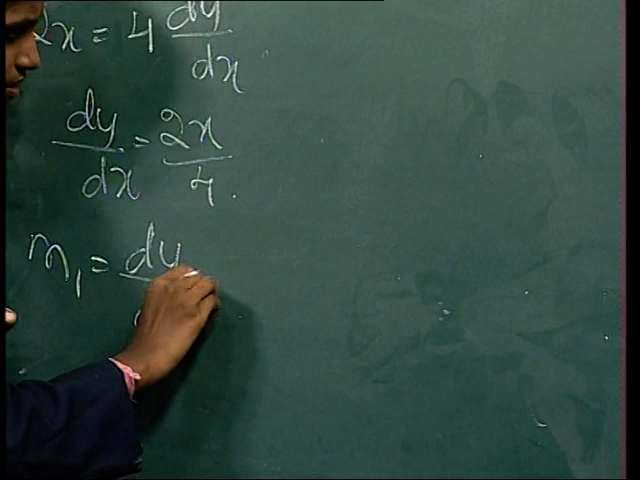 2x = 4 dy/dx
dy/dx = 2x/4.
m₁ = dy